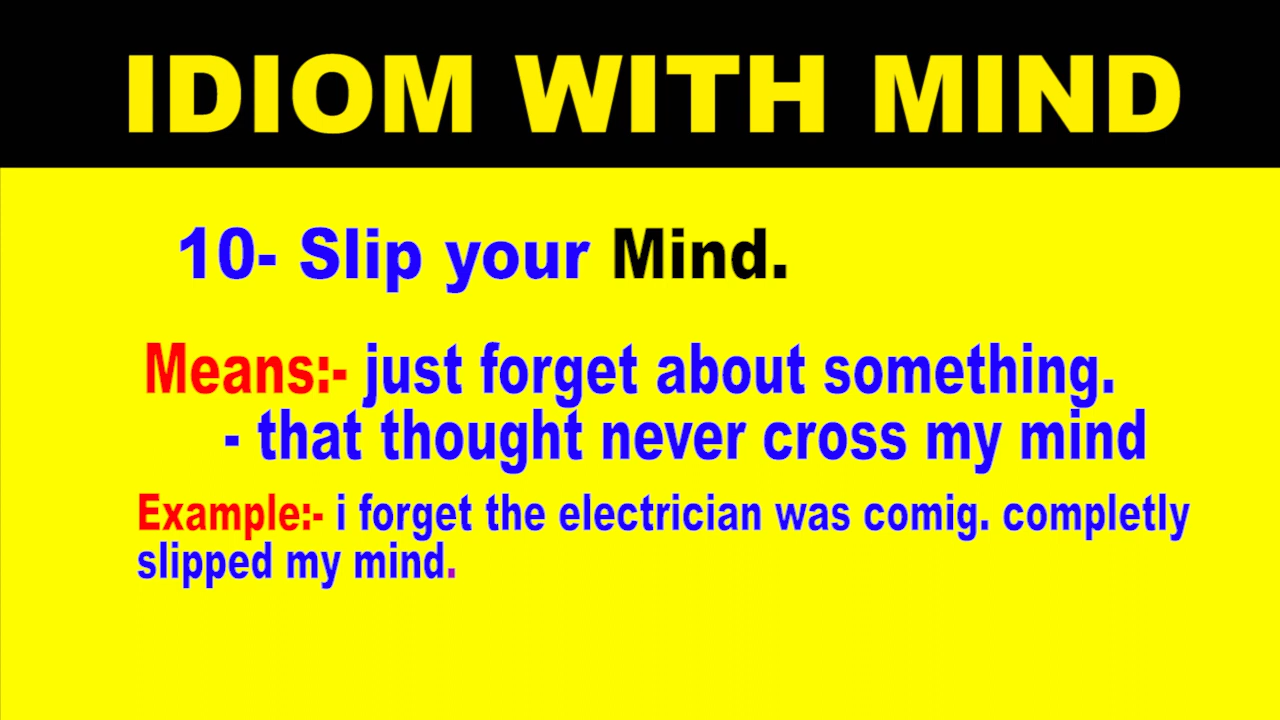 IDIOM WITH MIND
10- Slip your Mind.
Means:- just forget about something.
- that thought never cross my mind
Example:- i forget the electrician was comig. completly
slipped my mind.